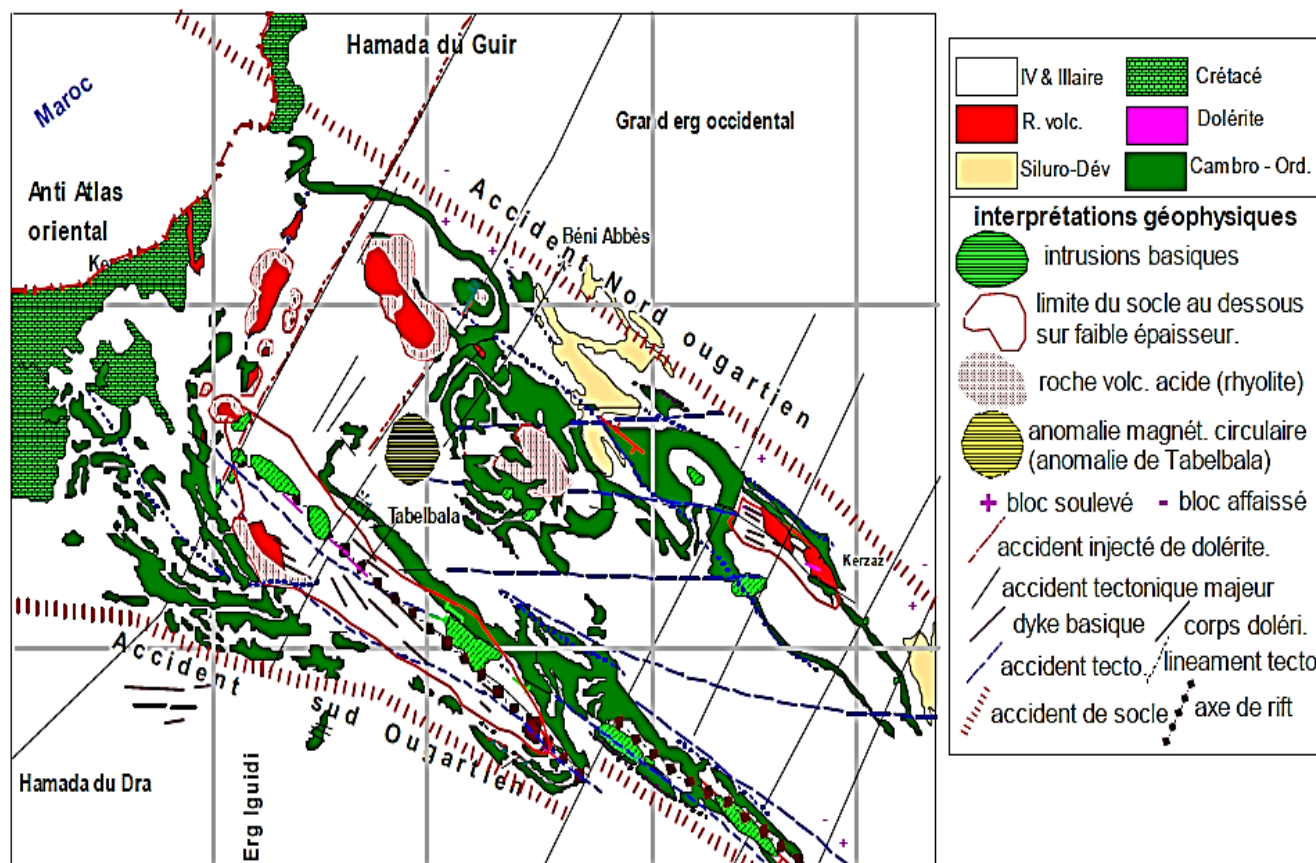 Hamada du Guir
Maroc
Grand erg occidental
Anti Atlas
oriental
Ke
Béni Abbès
Accident Nord ougartien
Tabelbala
Kerzaz
Accident sud Ougartien
Hamada du Dra
Erg Iguidi
IV & IIIaire
Crétacé
R. volc.
Dolérite
Siluro-Dév
Cambro - Ord.
interprétations géophysiques
intrusions basiques
limite du socle au dessous
sur faible épaisseur.
roche volc. acide (rhyolite)
anomalie magnét. circulaire
(anomalie de Tabelbala)
+ bloc soulevé - bloc affaissé
accident injecté de dolérite.
accident tectonique majeur
dyke basique corps doléri.
accident tecto. lineament tecto
accident de socle axe de rift